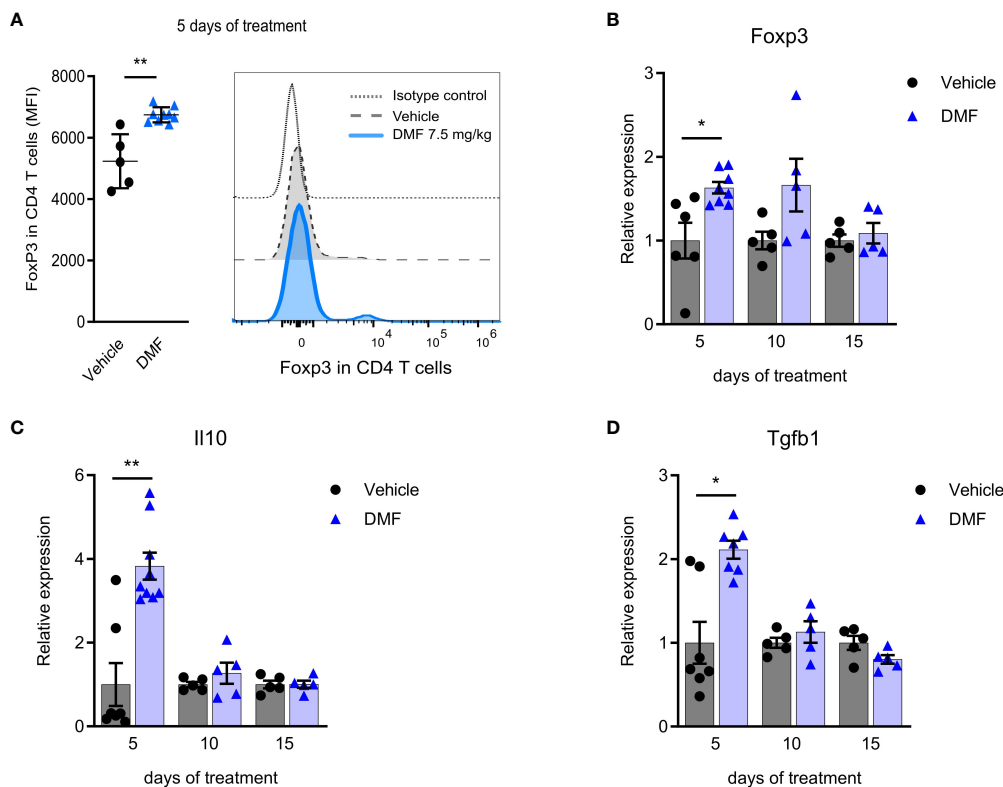 A
5 days of treatment
**
8000
6000
4000
2000
0
FoxP3 in CD4 T cells (MFI)
Vehicle
DMF
Isotype control
Vehicle
DMF 7.5 mg/kg
0
10^4
10^5
10^6
Foxp3 in CD4 T cells
B
Foxp3
Vehicle
DMF
*
3
2
1
0
Relative expression
5
10
15
days of treatment
C
Il10
Vehicle
DMF
**
6
4
2
0
Relative expression
5
10
15
days of treatment
D
Tgfb1
Vehicle
DMF
*
3
2
1
0
Relative expression
5
10
15
days of treatment